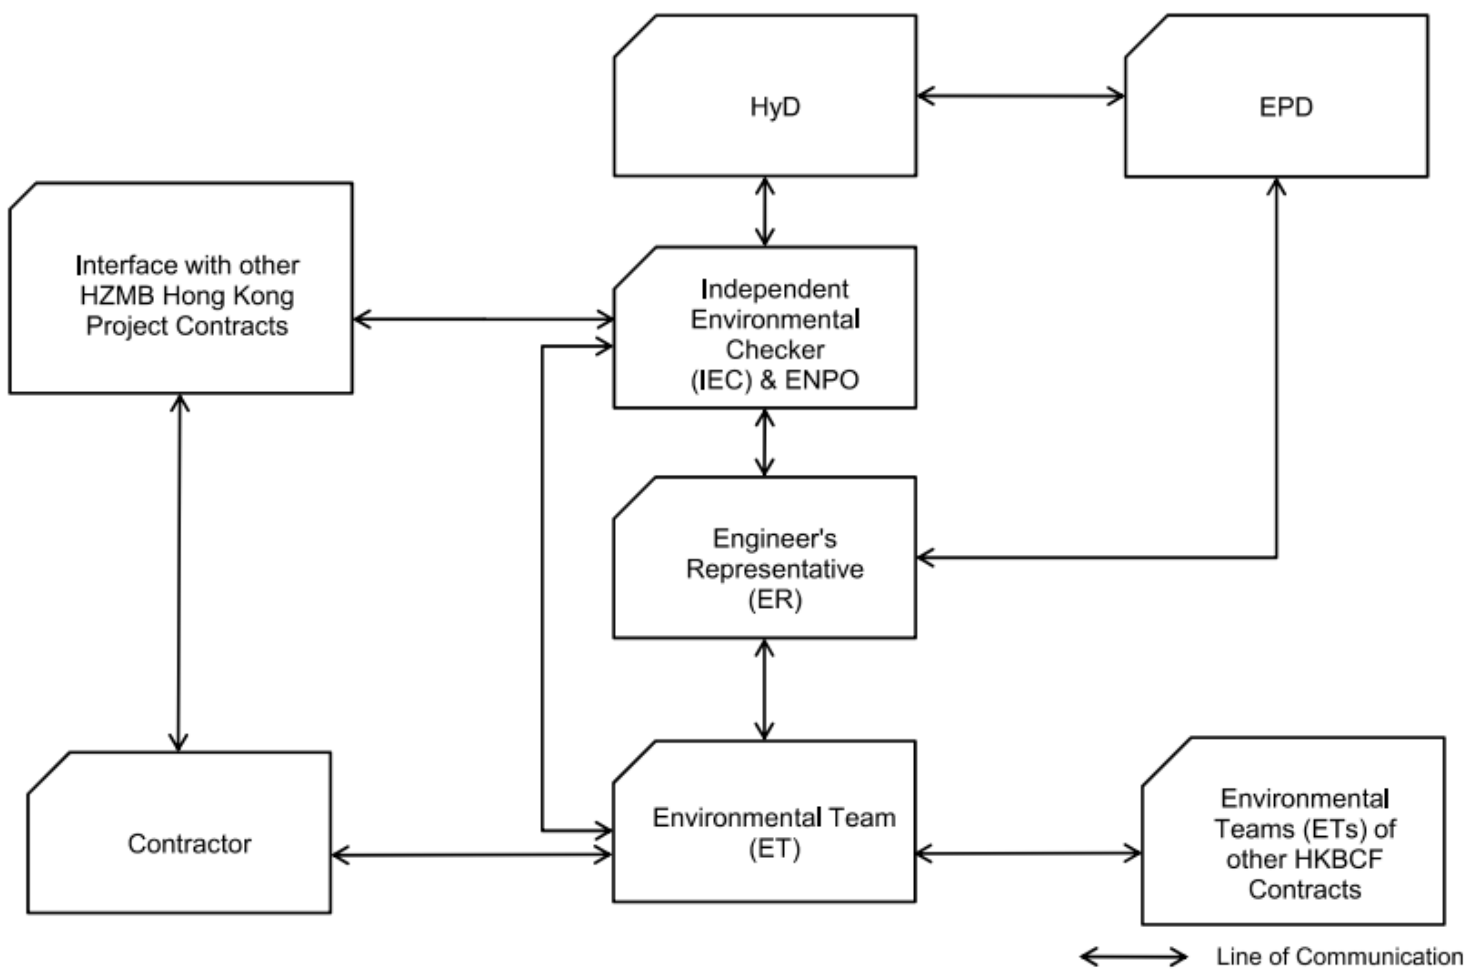 HyD
EPD
Interface with other
HZMB Hong Kong
Project Contracts
Independent
Environmental
Checker
(IEC) & ENPO
Engineer's
Representative
(ER)
Contractor
Environmental Team
(ET)
Environmental
Teams (ETs) of
other HKBCF
Contracts
Line of Communication